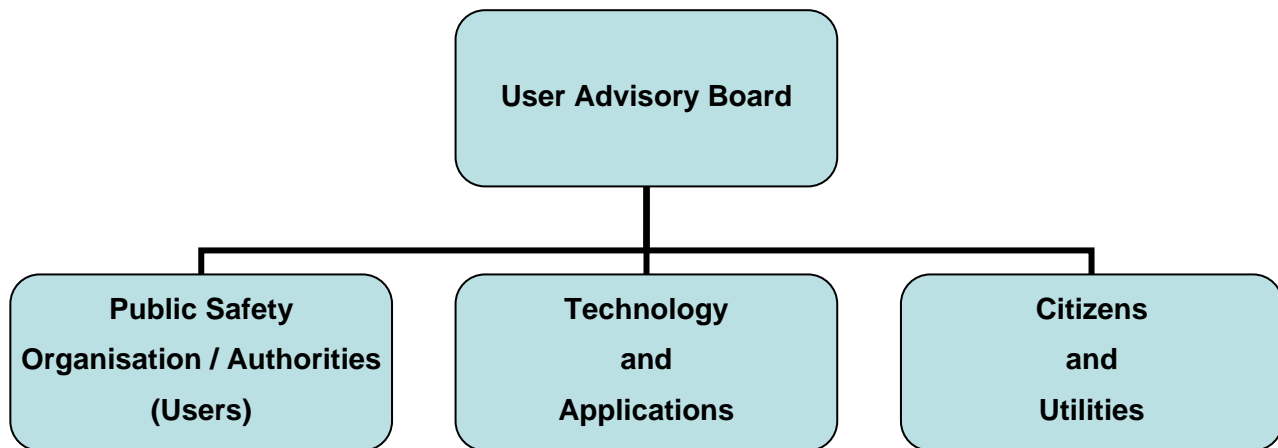 User Advisory Board
Public Safety
Organisation / Authorities
(Users)
Technology
and
Applications
Citizens
and
Utilities